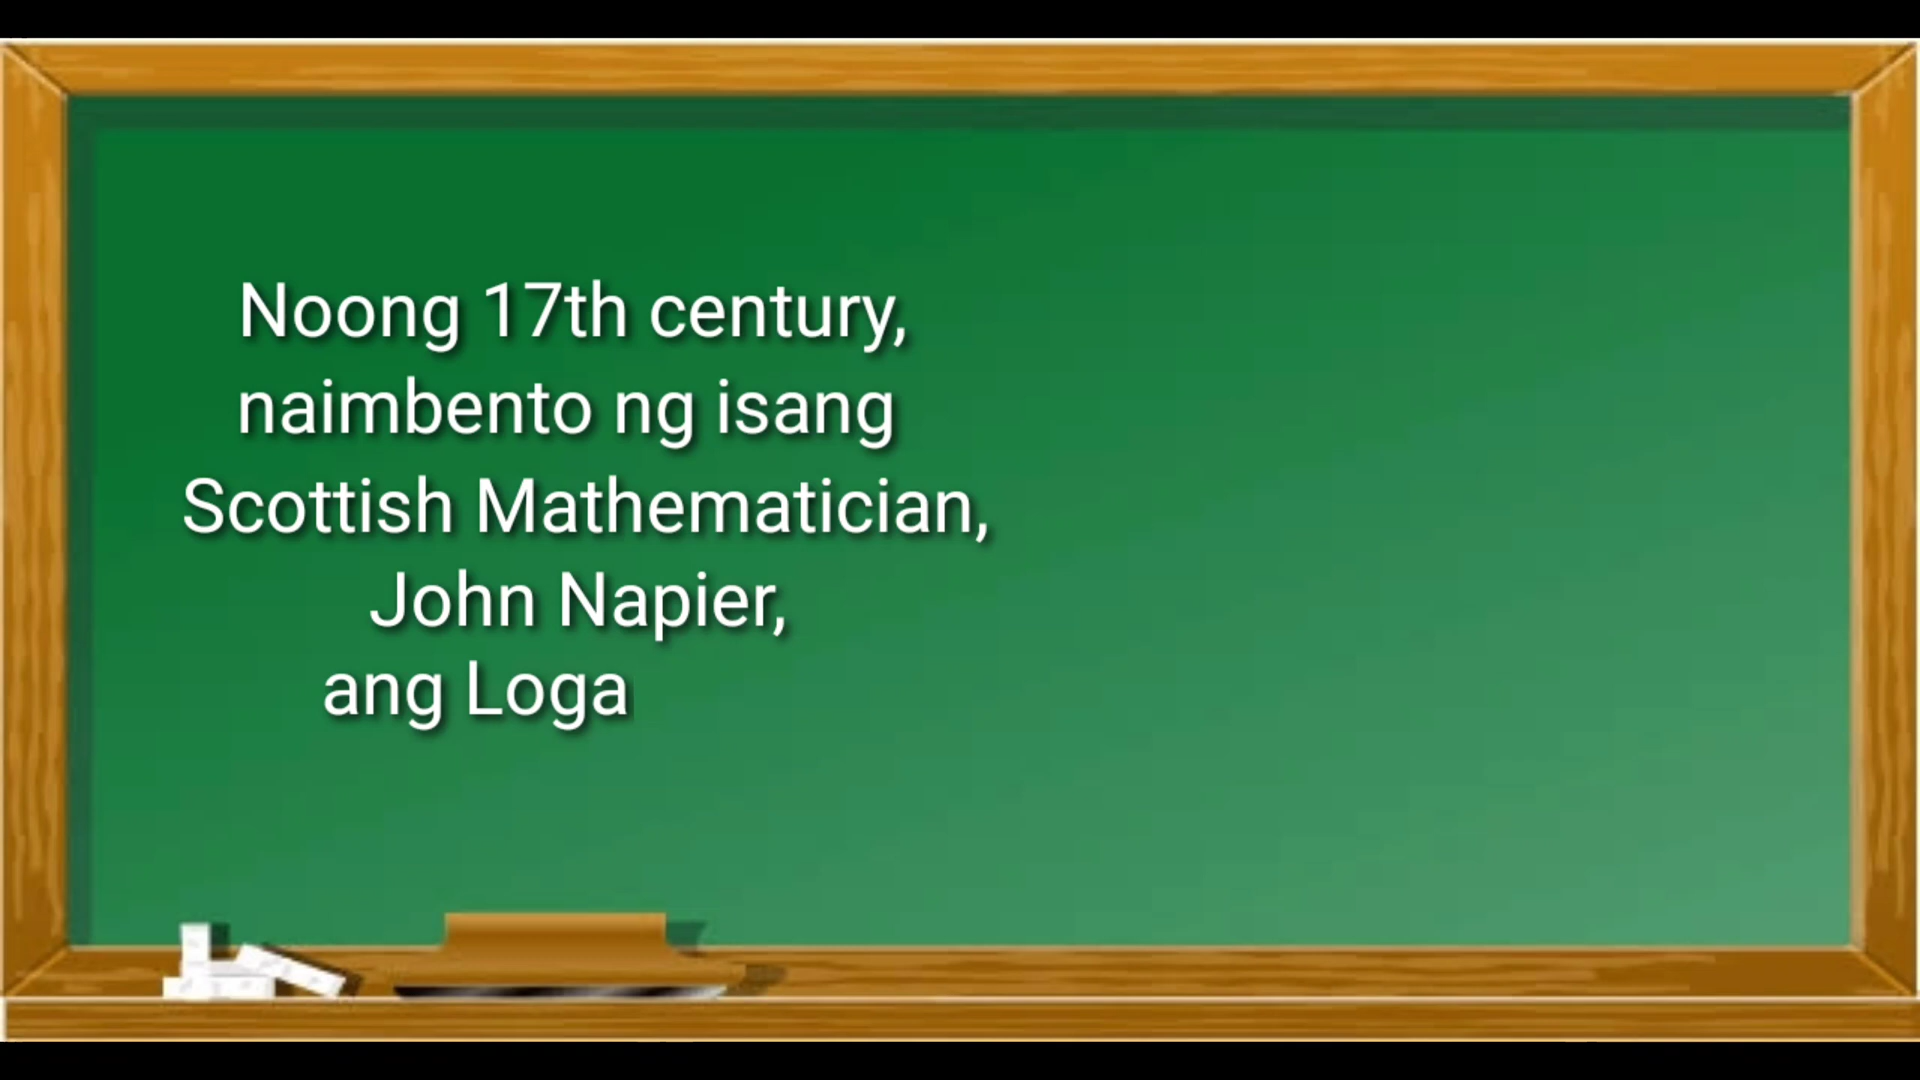 Noong 17th century,
naimbento ng isang
Scottish Mathematician,
John Napier,
ang Loga